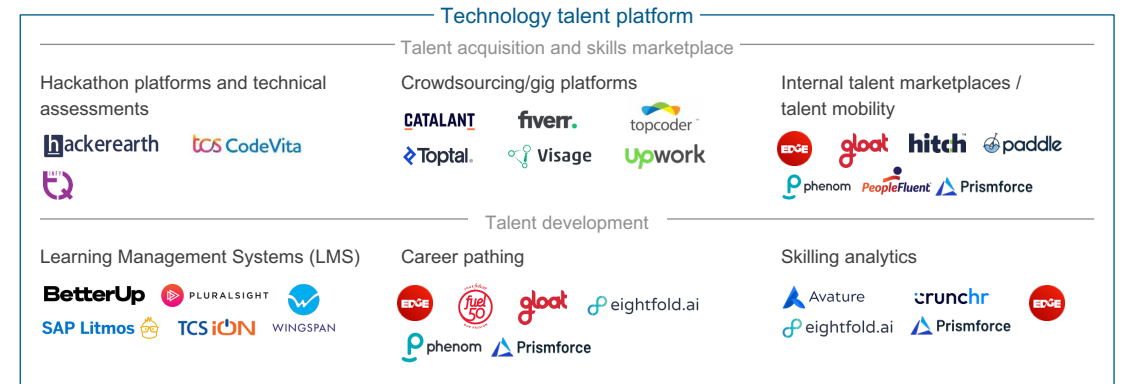 Technology talent platform
Talent acquisition and skills marketplace
Hackathon platforms and technical
assessments
hackerearth
tcs CodeVita
Crowdsourcing/gig platforms
CATALANT
fiverr.
topcoder
Toptal.
Visage
Upwork
Internal talent marketplaces /
talent mobility
EDGE
gloat
hitch
paddle
phenom
PeopleFluent
Prismforce
Talent development
Learning Management Systems (LMS)
BetterUp
PLURALSIGHT
SAP Litmos
TCS iON
WINGSPAN
Career pathing
EDGE
fuel
50
gloat
eightfold.ai
phenom
Prismforce
Skilling analytics
Avature
crunchr
EDGE
eightfold.ai
Prismforce